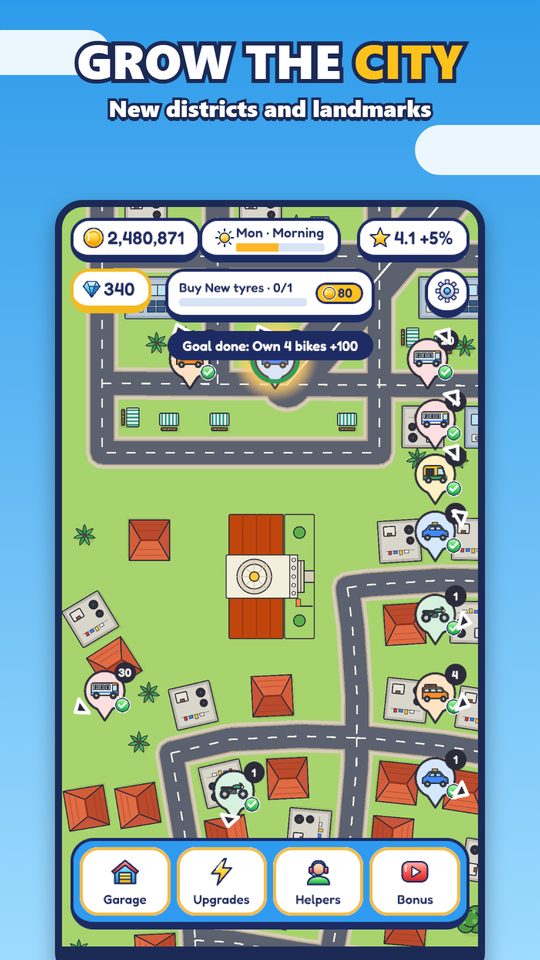 GROW THE CITY
New districts and landmarks
2,480,871
Mon · Morning
4.1 +5%
340
Buy New tyres · 0/1
80
Goal done: Own 4 bikes +100
4
1
30
4
1
1
Garage
Upgrades
Helpers
Bonus